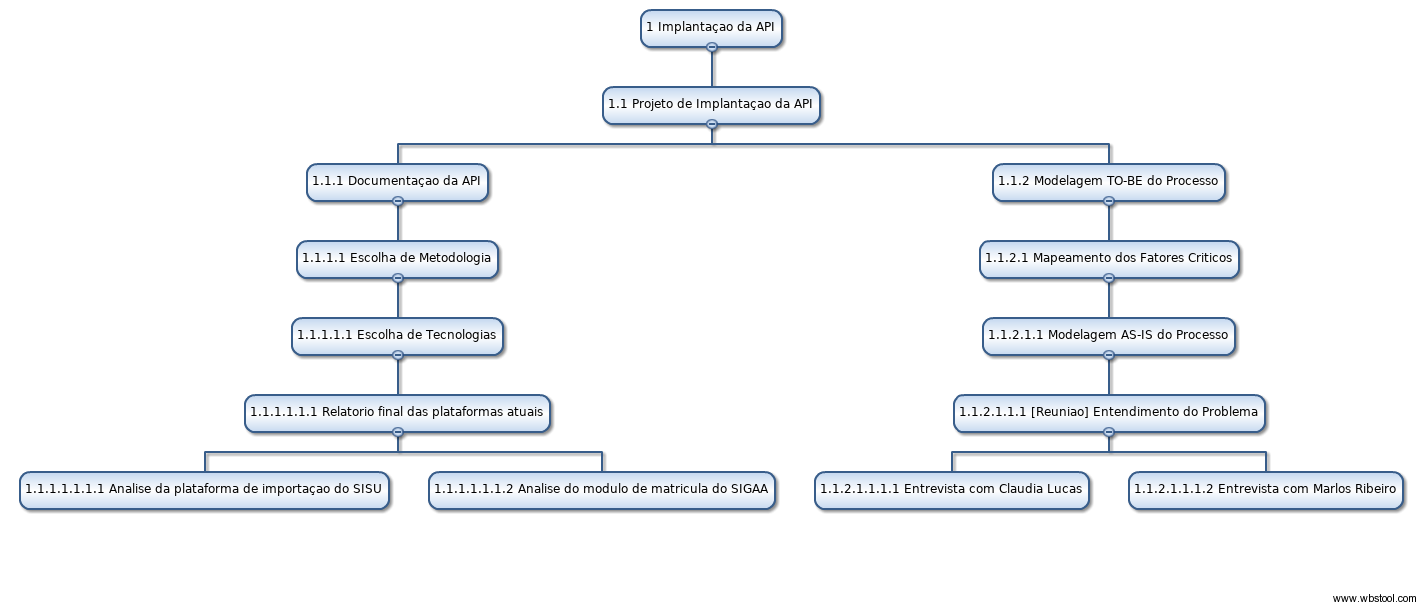 1 Implantaçao da API
1.1 Projeto de Implantaçao da API
1.1.1 Documentaçao da API
1.1.2 Modelagem TO-BE do Processo
1.1.1.1 Escolha de Metodologia
1.1.2.1 Mapeamento dos Fatores Criticos
1.1.1.1.1 Escolha de Tecnologias
1.1.2.1.1 Modelagem AS-IS do Processo
1.1.1.1.1.1 Relatorio final das plataformas atuais
1.1.2.1.1.1 [Reuniao] Entendimento do Problema
1.1.1.1.1.1.1 Analise da plataforma de importaçao do SISU
1.1.1.1.1.1.2 Analise do modulo de matricula do SIGAA
1.1.2.1.1.1.1 Entrevista com Claudia Lucas
1.1.2.1.1.1.2 Entrevista com Marlos Ribeiro
www.wbstool.com